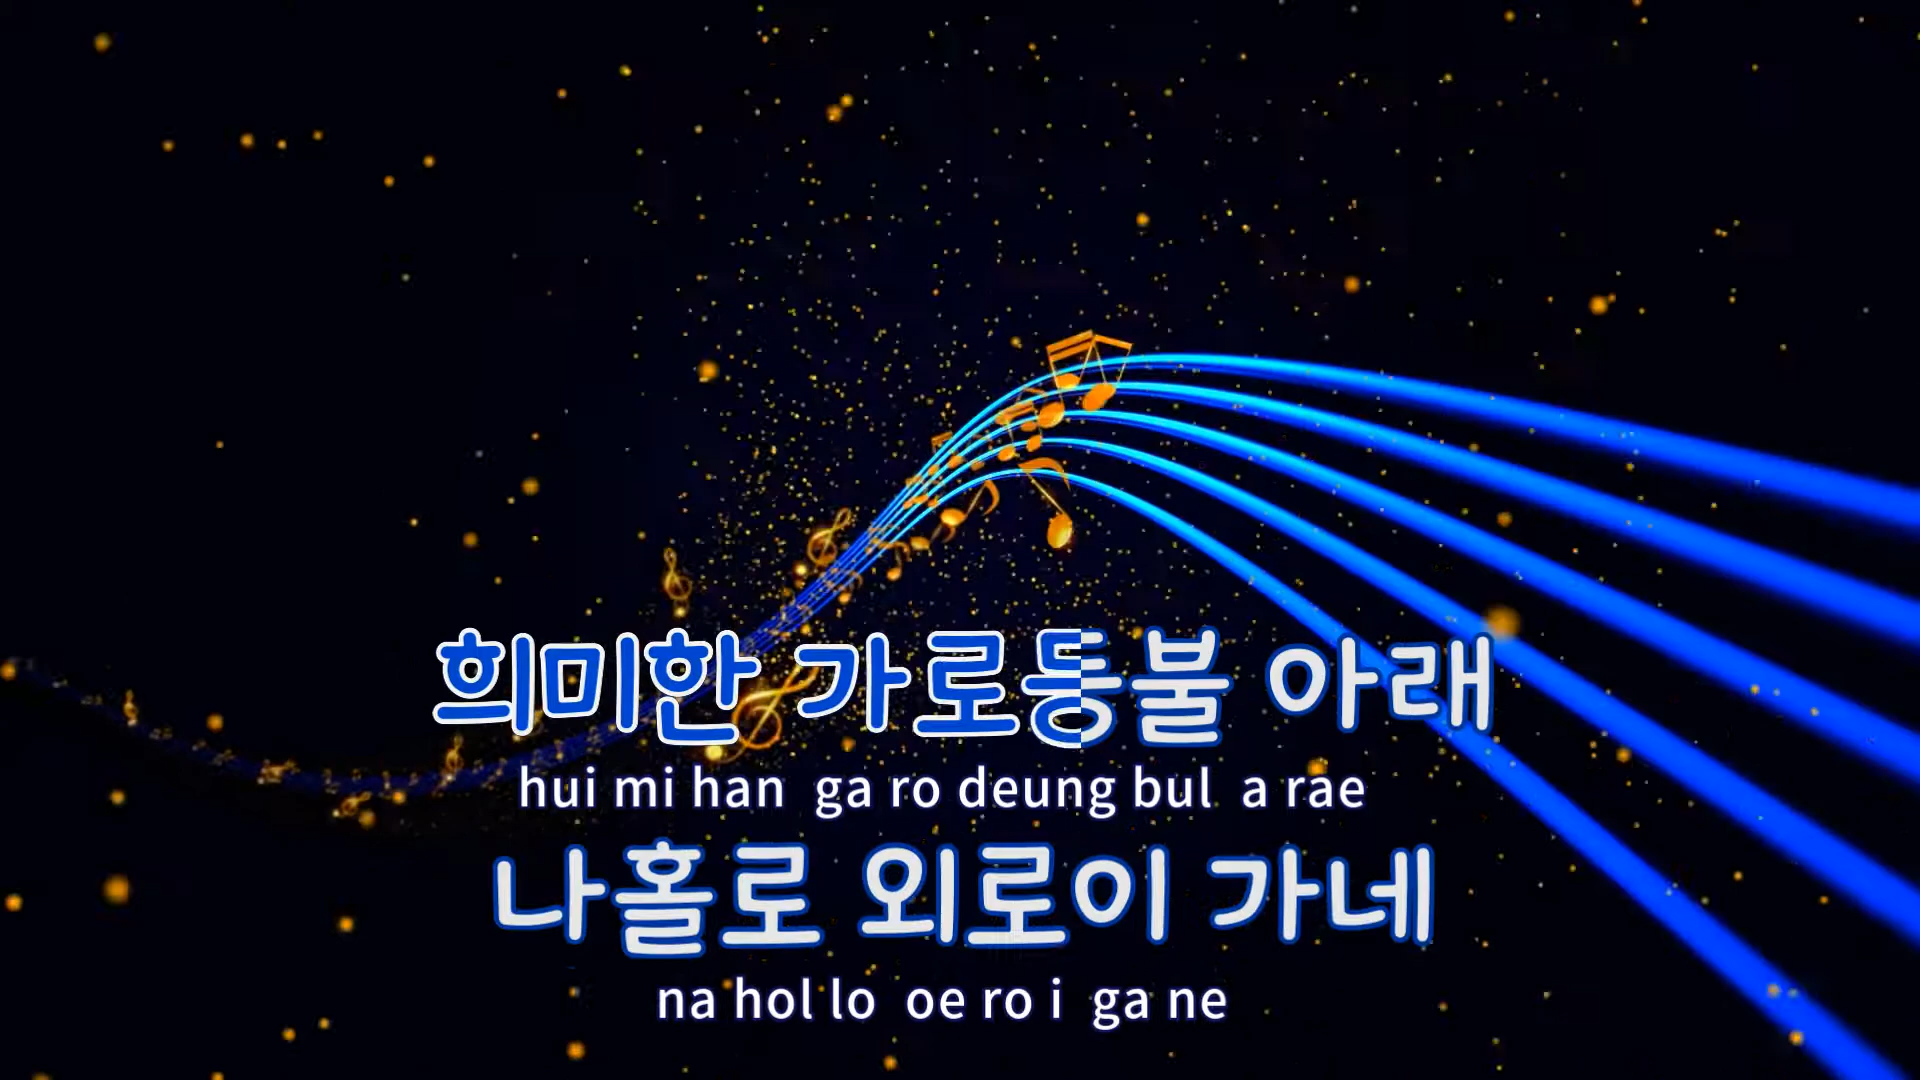 희미한 가로등불 아래
hui mi han ga ro deung bul a rae
나홀로 외로이 가네
na hol lo oe ro i ga ne